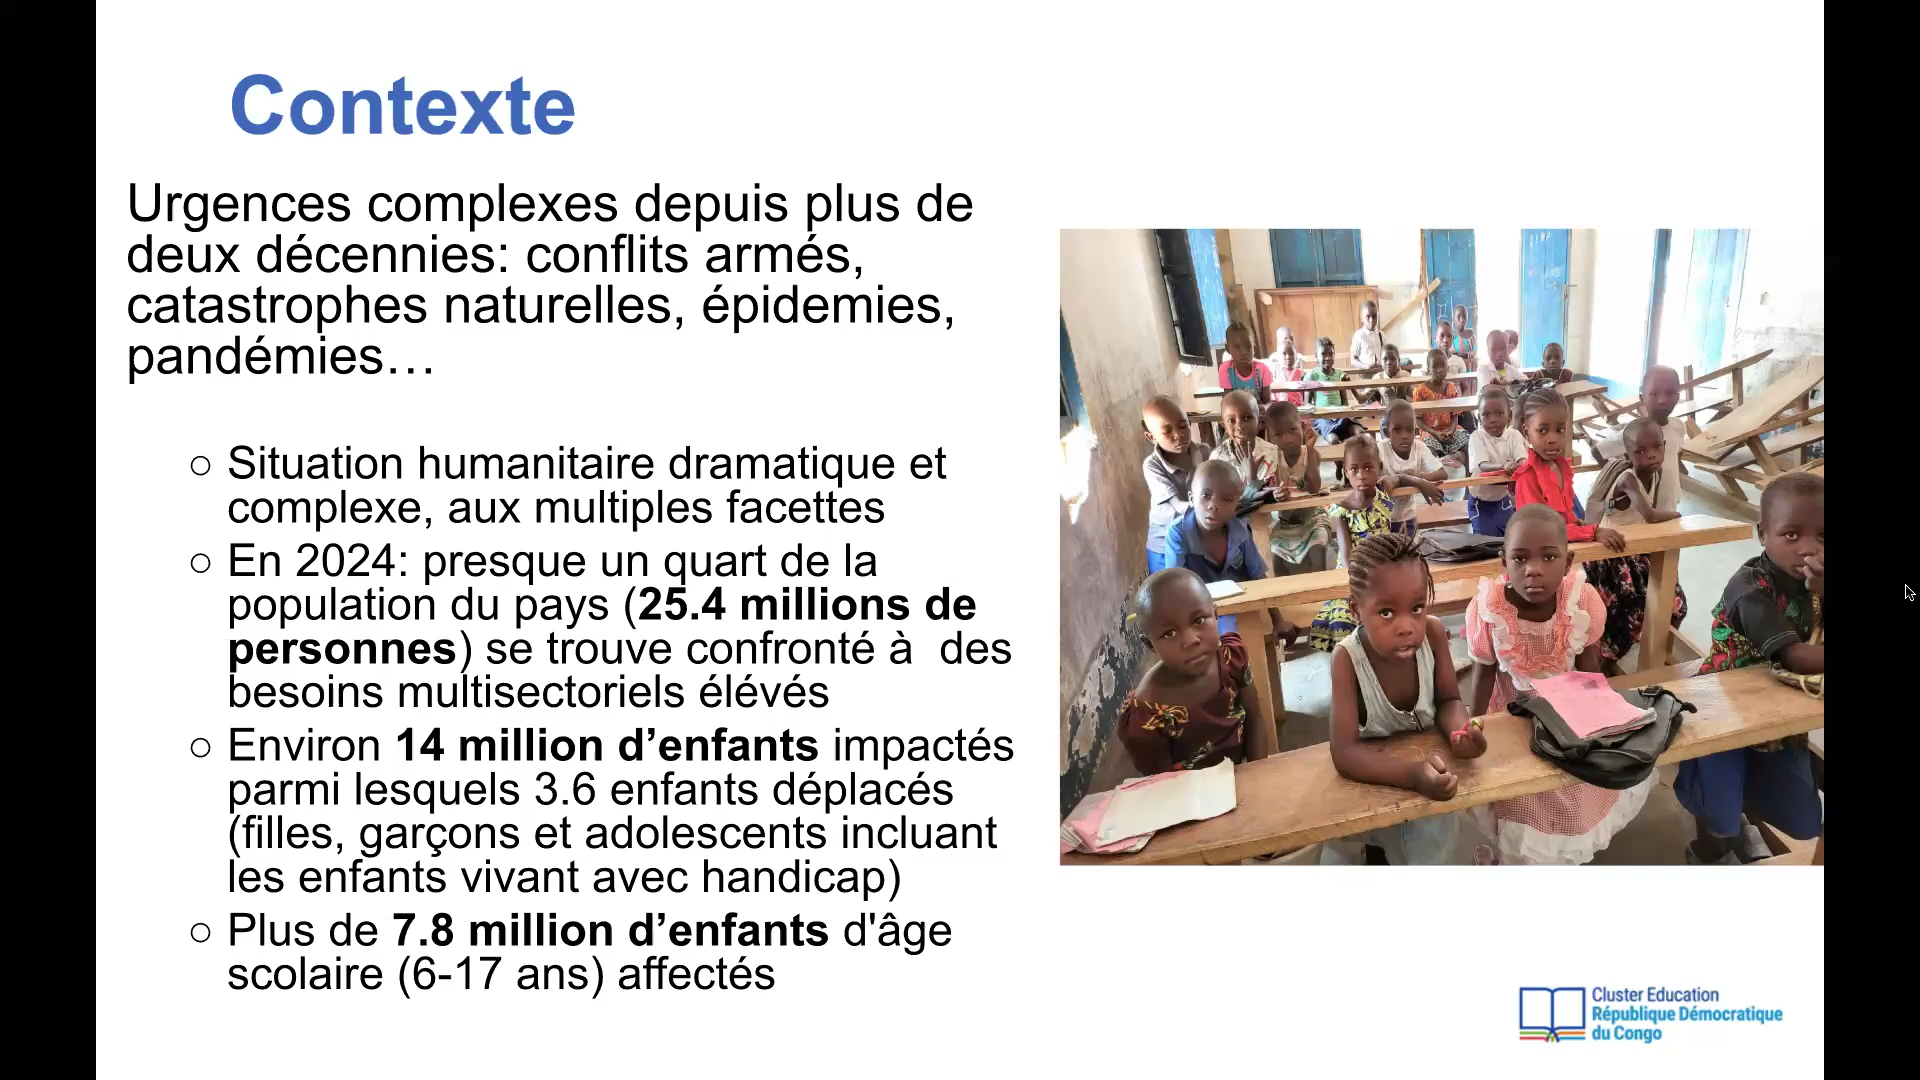 Contexte
Urgences complexes depuis plus de
deux décennies: conflits armés,
catastrophes naturelles, épidemies,
pandémies…
○ Situation humanitaire dramatique et
complexe, aux multiples facettes
○ En 2024: presque un quart de la
population du pays (25.4 millions de
personnes) se trouve confronté à  des
besoins multisectoriels élévés
○ Environ 14 million d’enfants impactés
parmi lesquels 3.6 enfants déplacés
(filles, garçons et adolescents incluant
les enfants vivant avec handicap)
○ Plus de 7.8 million d’enfants d'âge
scolaire (6-17 ans) affectés
Cluster Education
République Démocratique
du Congo